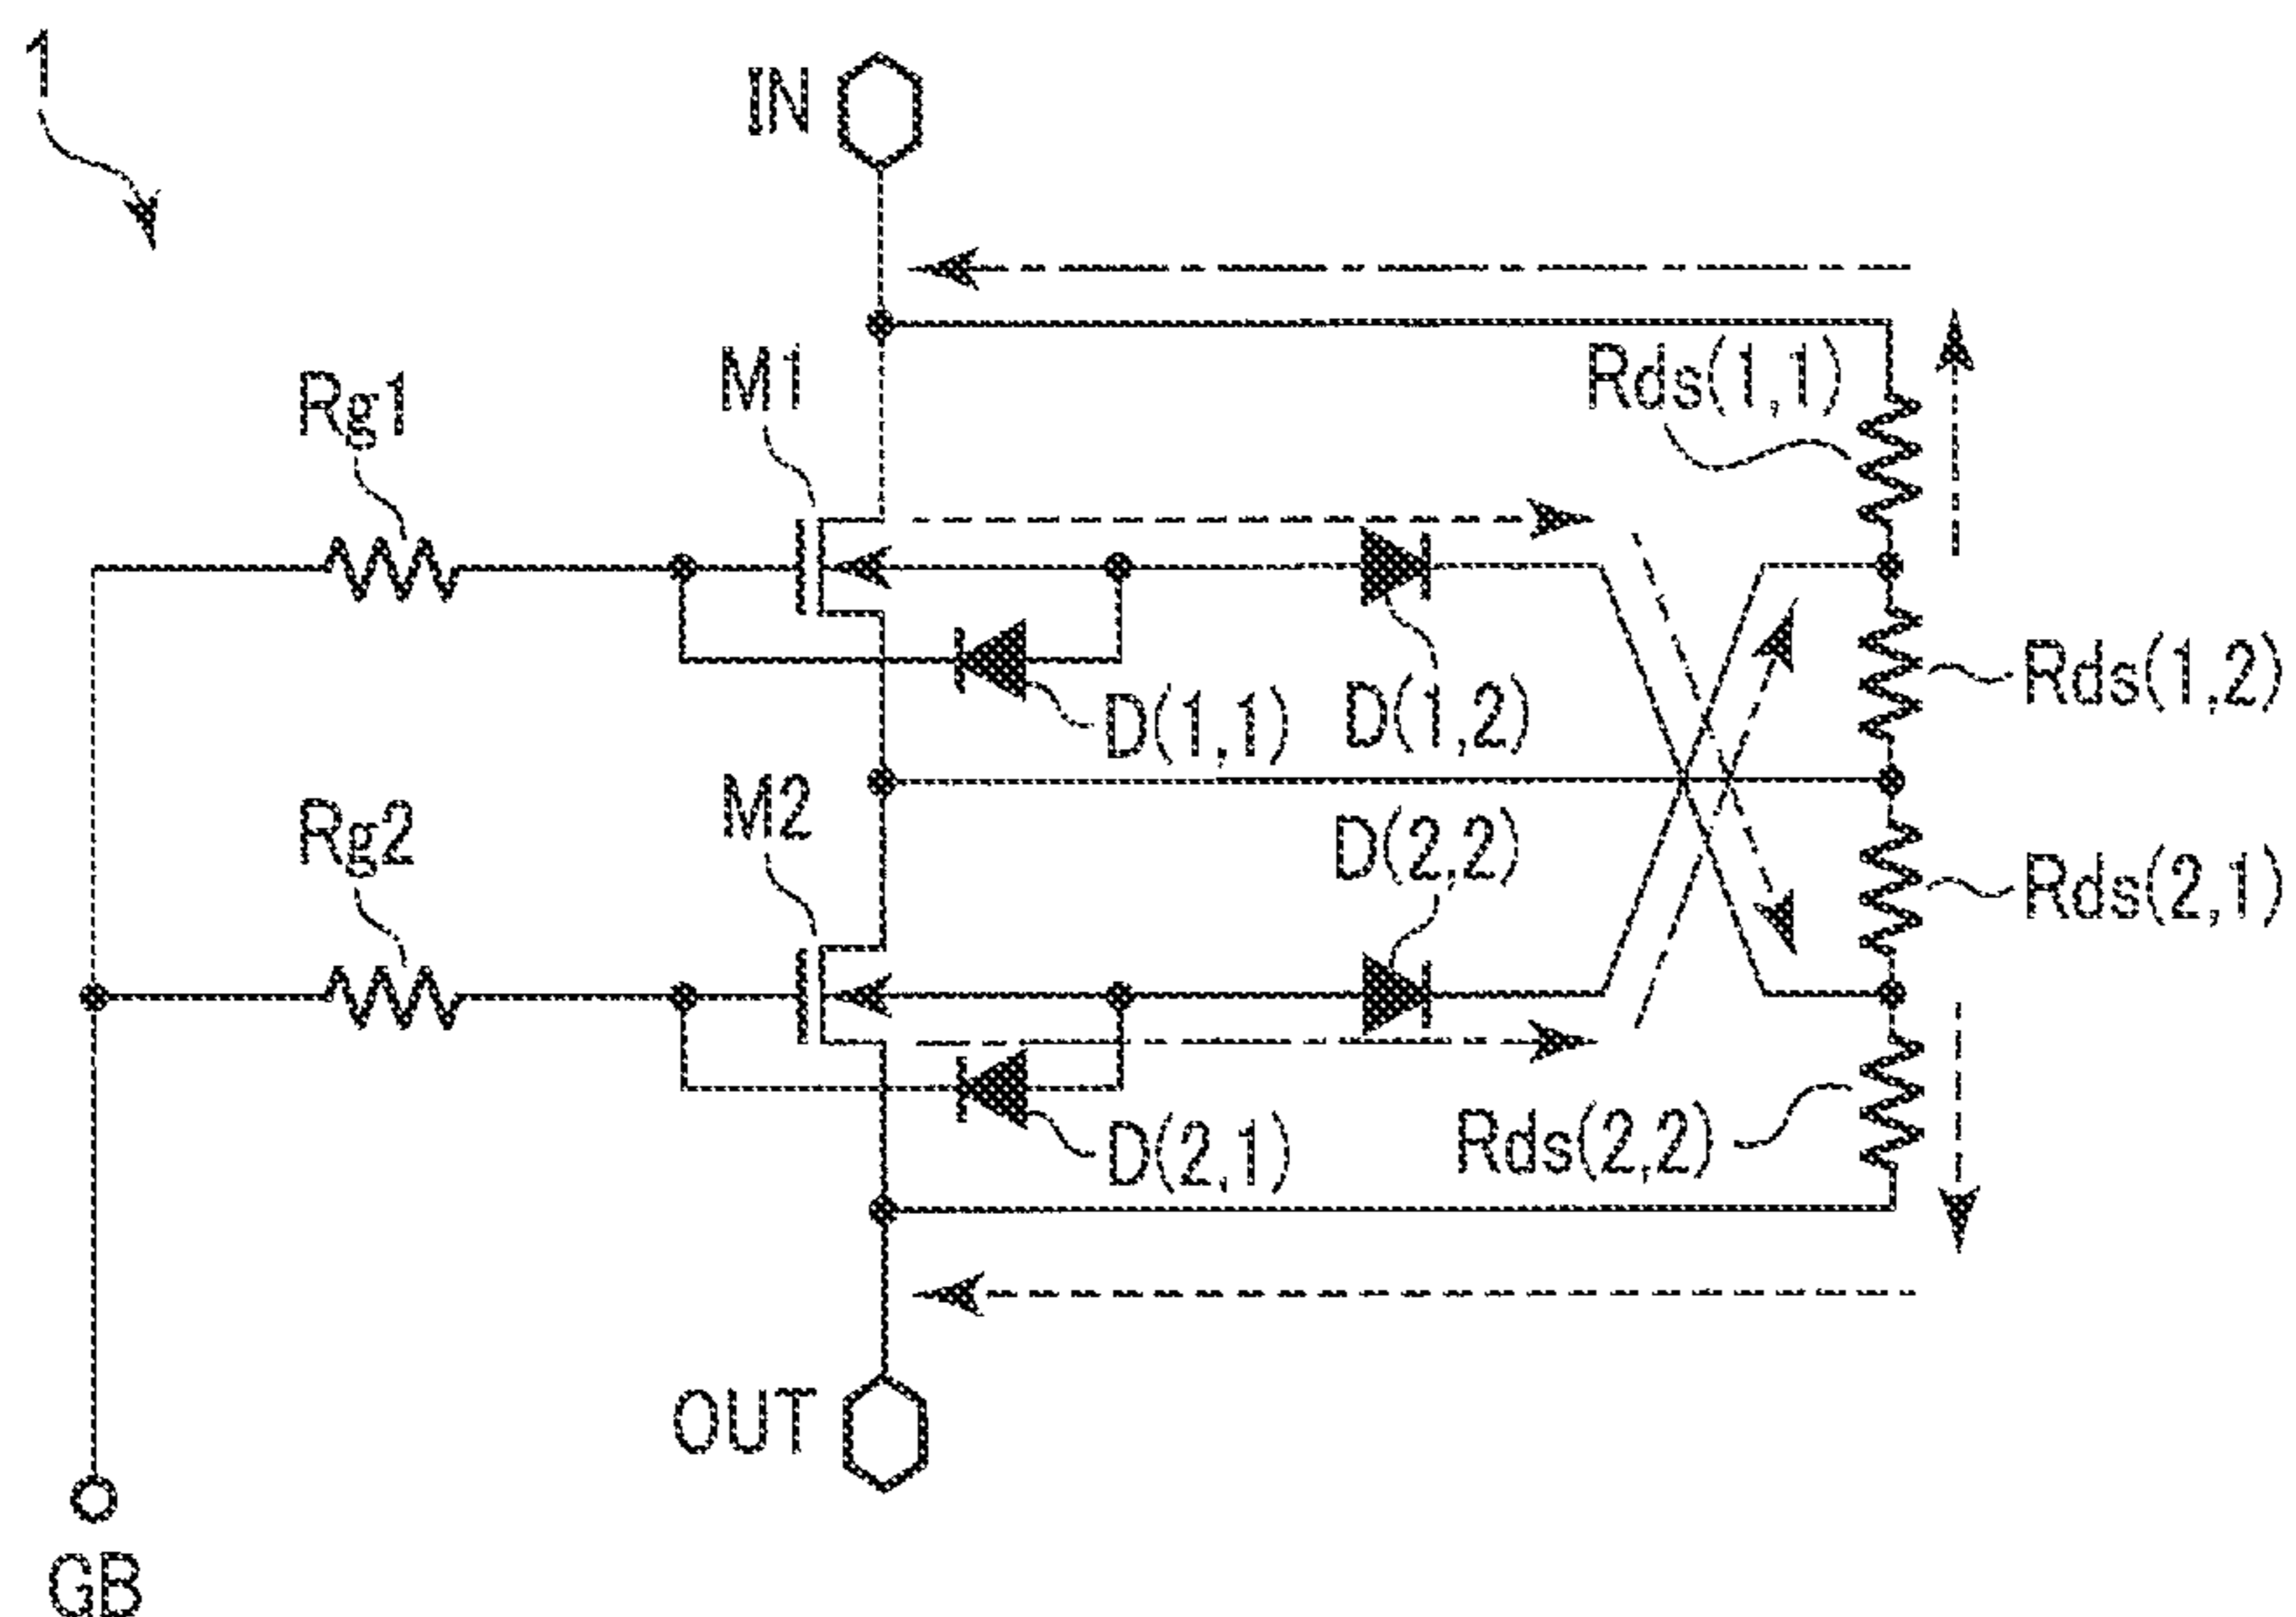 1
IN
M1
Rg1
Rds(1,1)
D(1,1)
D(1,2)
Rds(1,2)
M2
Rg2
D(2,2)
Rds(2,1)
D(2,1)
Rds(2,2)
OUT
GB